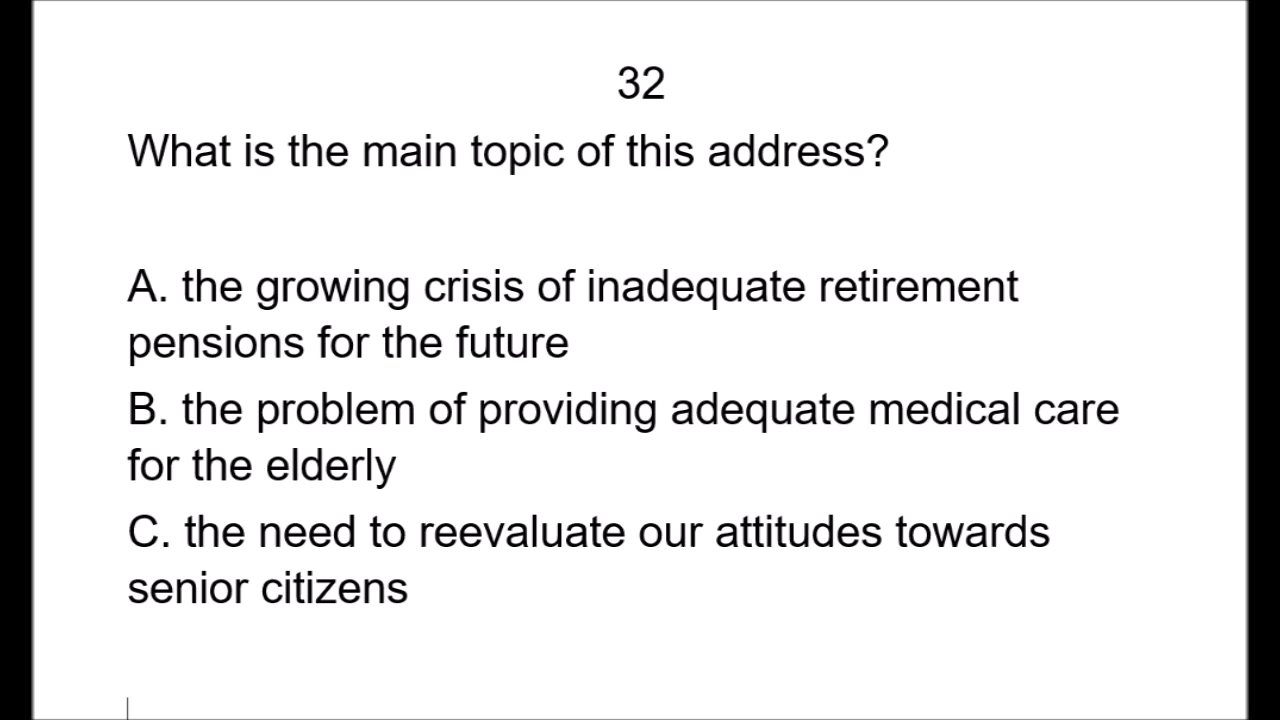 32
What is the main topic of this address?
A. the growing crisis of inadequate retirement
pensions for the future
B. the problem of providing adequate medical care
for the elderly
C. the need to reevaluate our attitudes towards
senior citizens